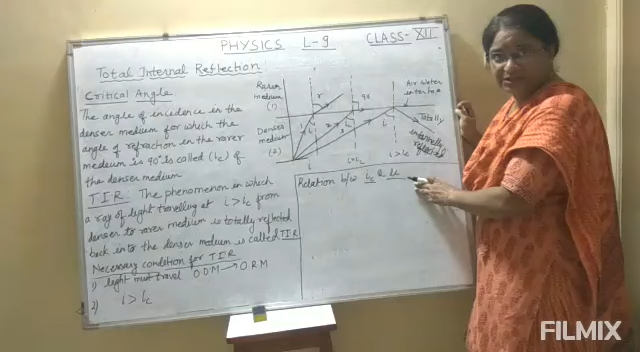 PHYSICS L-9 CLASS-XII
Total Internal Reflection
Critical Angle
The angle of incidence in the
denser medium for which the
angle of refraction in the rarer
medium is 90° is called (ic) of
the denser medium
TIR: The phenomenon in which
a ray of light travelling at i > ic from
denser to rarer medium is totally reflected
back into the denser medium is called TIR
Necessary condition for TIR
1) light must travel O D M → O R M
2) i > ic
Rarer
medium
(1)
Denser
medium
(2)
r
90
Air water
interface
i
i
i=ic
i > ic
Totally
internally
reflected
Relation b/w ic & μ
FILMIX